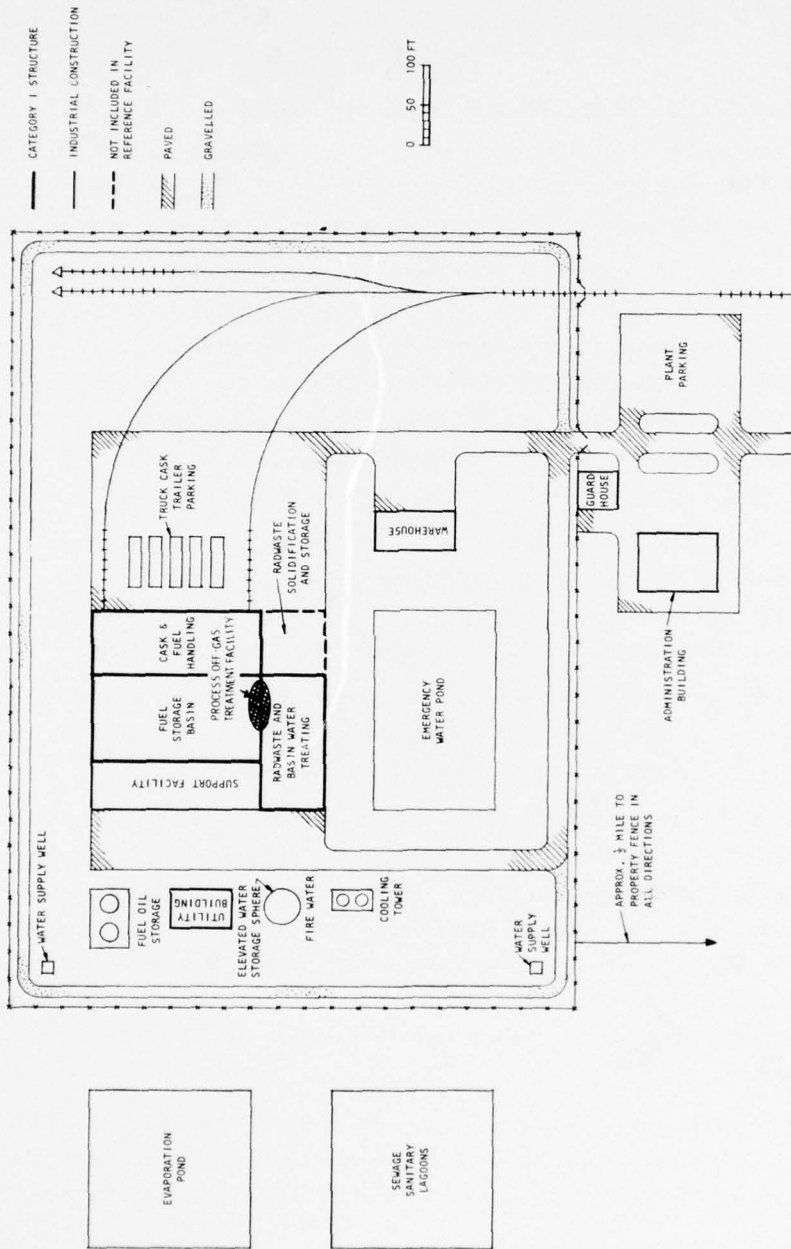 CATEGORY I STRUCTURE
INDUSTRIAL CONSTRUCTION
NOT INCLUDED IN
REFERENCE FACILITY
PAVED
GRAVELLED
0 50 100 FT
WATER SUPPLY WELL
FUEL OIL
STORAGE
UTILITY
BUILDING
ELEVATED WATER
STORAGE SPHERE
FIRE WATER
COOLING
TOWER
WATER
SUPPLY
WELL
SUPPORT FACILITY
FUEL
STORAGE
BASIN
CASK &
FUEL
HANDLING
PROCESS OFF-GAS
TREATMENT FACILITY
RADWASTE AND
BASIN WATER
TREATING
TRUCK CASK
TRAILER
PARKING
RADWASTE
SOLIDIFICATION
AND STORAGE
WAREHOUSE
EMERGENCY
WATER POND
GUARD
HOUSE
PLANT
PARKING
ADMINISTRATION
BUILDING
APPROX. ½ MILE TO
PROPERTY FENCE IN
ALL DIRECTIONS
EVAPORATION
POND
SEWAGE
SANITARY
LAGOONS